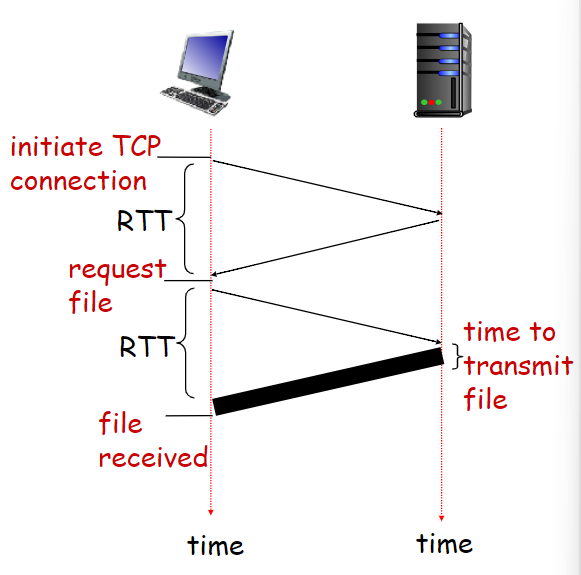 initiate TCP
connection
RTT
request
file
RTT
time to
transmit
file
file
received
time
time